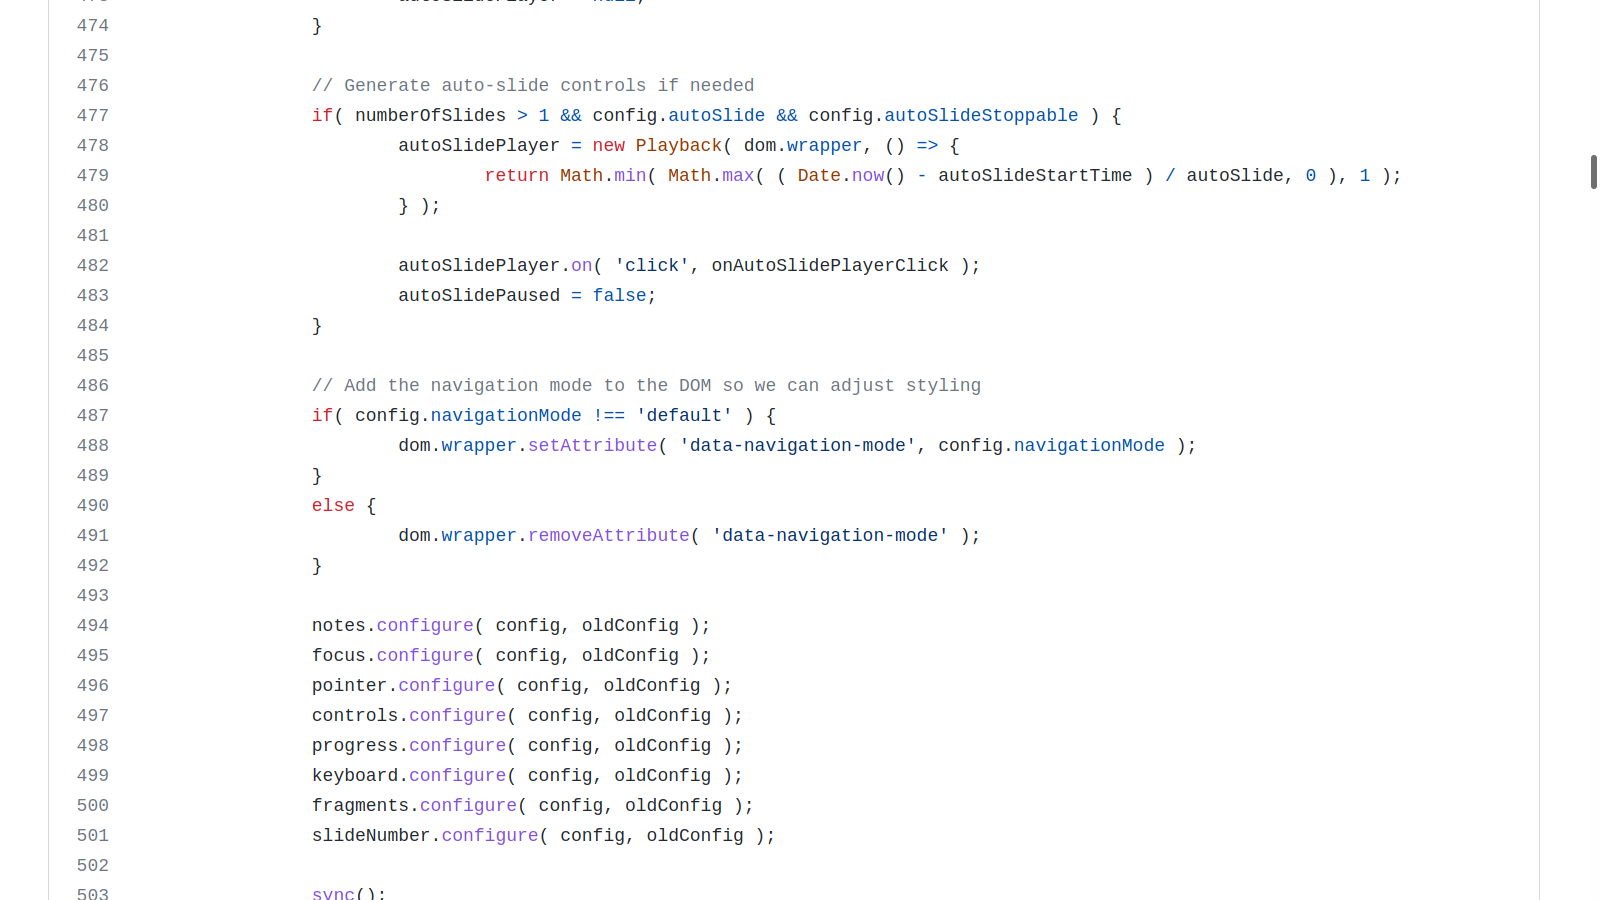 474 }
475
476 // Generate auto-slide controls if needed
477 if( numberOfSlides > 1 && config.autoSlide && config.autoSlideStoppable ) {
478 autoSlidePlayer = new Playback( dom.wrapper, () => {
479 return Math.min( Math.max( ( Date.now() - autoSlideStartTime ) / autoSlide, 0 ), 1 );
480 } );
481
482 autoSlidePlayer.on( 'click', onAutoSlidePlayerClick );
483 autoSlidePaused = false;
484 }
485
486 // Add the navigation mode to the DOM so we can adjust styling
487 if( config.navigationMode !== 'default' ) {
488 dom.wrapper.setAttribute( 'data-navigation-mode', config.navigationMode );
489 }
490 else {
491 dom.wrapper.removeAttribute( 'data-navigation-mode' );
492 }
493
494 notes.configure( config, oldConfig );
495 focus.configure( config, oldConfig );
496 pointer.configure( config, oldConfig );
497 controls.configure( config, oldConfig );
498 progress.configure( config, oldConfig );
499 keyboard.configure( config, oldConfig );
500 fragments.configure( config, oldConfig );
501 slideNumber.configure( config, oldConfig );
502
503 sync();